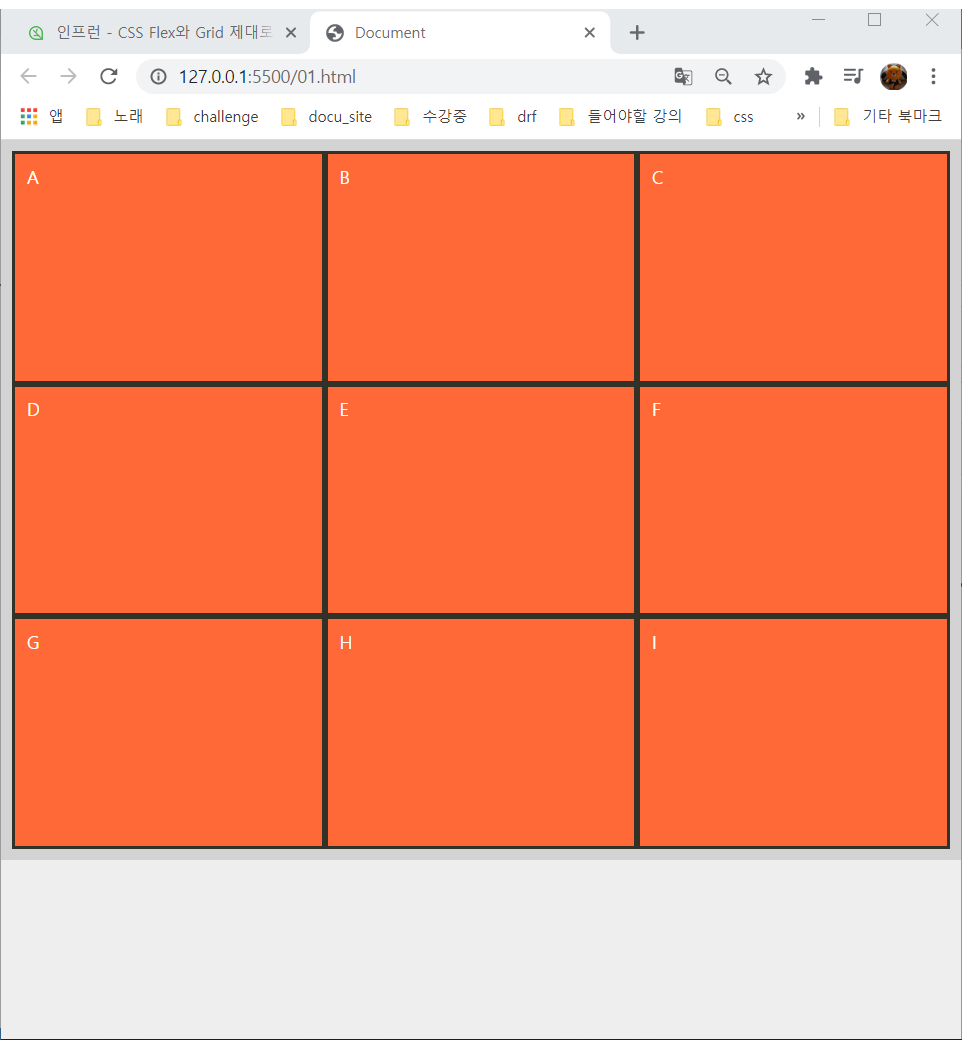 인프런 - CSS Flex와 Grid 제대로
Document
127.0.0.1:5500/01.html
앱 노래 challenge docu_site 수강중 drf 들어야할 강의 css » 기타 북마크
A B C
D E F
G H I